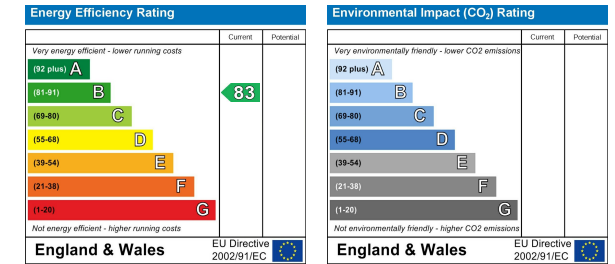 Energy Efficiency Rating
Current Potential
Very energy efficient - lower running costs
(92 plus) A
(81-91) B 83
(69-80) C
(55-68) D
(39-54) E
(21-38) F
(1-20) G
Not energy efficient - higher running costs
England & Wales
EU Directive
2002/91/EC
Environmental Impact (CO2) Rating
Current Potential
Very environmentally friendly - lower CO2 emissions
(92 plus) A
(81-91) B
(69-80) C
(55-68) D
(39-54) E
(21-38) F
(1-20) G
Not environmentally friendly - higher CO2 emissions
England & Wales
EU Directive
2002/91/EC